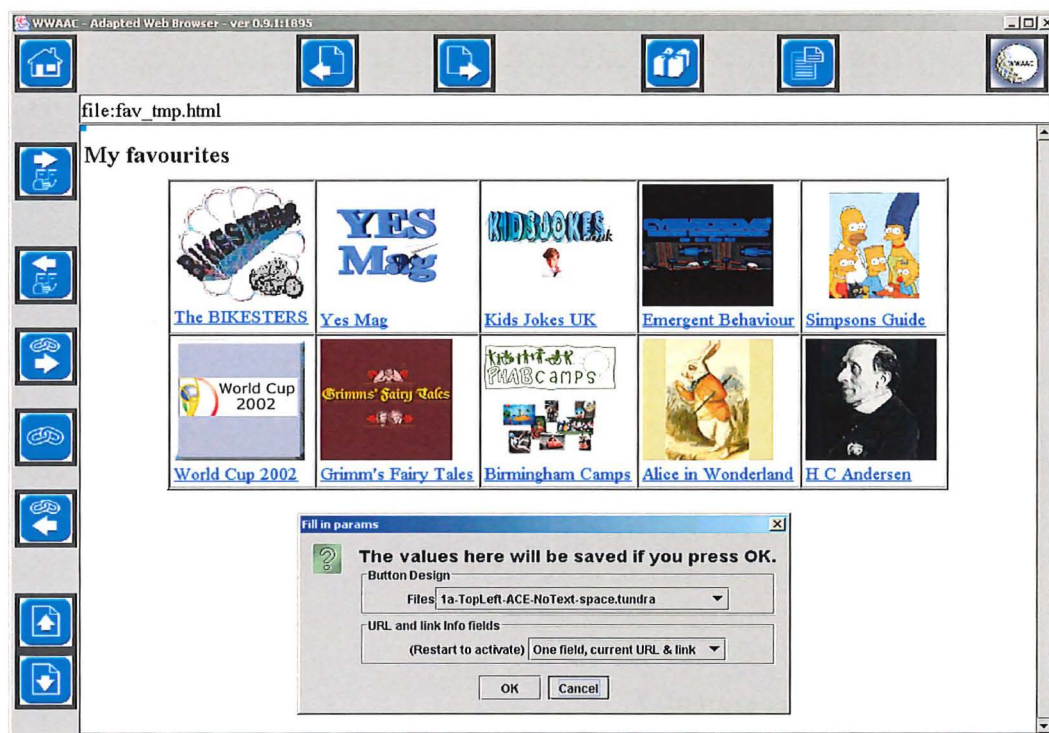 WWAAC - Adapted Web Browser - ver 0.9.1:1895
WWAAC
file:fav_tmp.html
My favourites
BIKESTERS
YES Mag
KIDSJOKES.uk
The BIKESTERS
Yes Mag
Kids Jokes UK
Emergent Behaviour
Simpsons Guide
World Cup
2002
Grimms' Fairy Tales
PHABCAMPS
World Cup 2002
Grimm's Fairy Tales
Birmingham Camps
Alice in Wonderland
H C Andersen
Fill in params
The values here will be saved if you press OK.
Button Design
Files 1a-TopLeft-ACE-NoText-space.tundra
URL and link Info fields
(Restart to activate) One field, current URL & link
OK Cancel